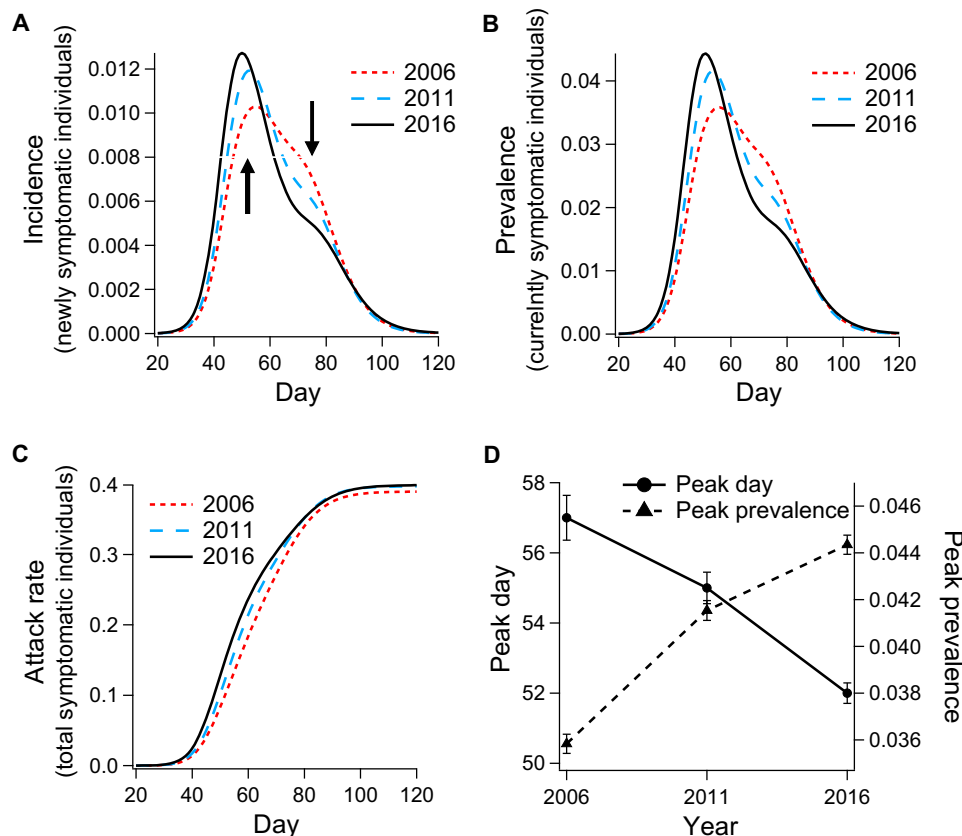 A
Incidence
(newly symptomatic individuals)
0.012
0.010
0.008
0.006
0.004
0.002
0.000
20 40 60 80 100 120
Day
2006
2011
2016
B
Prevalence
(currelntly symptomatic individuals)
0.04
0.03
0.02
0.01
0.00
20 40 60 80 100 120
Day
2006
2011
2016
C
Attack rate
(total symptomatic individuals)
0.4
0.3
0.2
0.1
0.0
20 40 60 80 100 120
Day
2006
2011
2016
D
Peak day
58
56
54
52
50
Peak day
Peak prevalence
0.046
0.044
0.042
0.040
0.038
0.036
Peak
prevalence
2006 2011 2016
Year